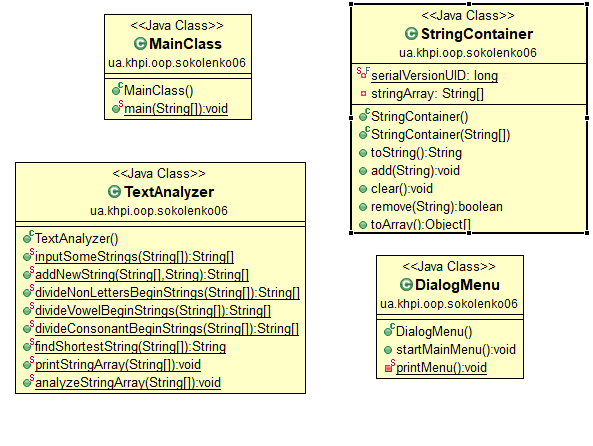 <<Java Class>>
MainClass
ua.khpi.oop.sokolenko06
MainClass()
main(String[]):void
<<Java Class>>
StringContainer
ua.khpi.oop.sokolenko06
serialVersionUID: long
stringArray: String[]
StringContainer()
StringContainer(String[])
toString():String
add(String):void
clear():void
remove(String):boolean
toArray():Object[]
<<Java Class>>
TextAnalyzer
ua.khpi.oop.sokolenko06
TextAnalyzer()
inputSomeStrings(String[]):String[]
addNewString(String[],String):String[]
divideNonLettersBeginStrings(String[]):String[]
divideVowelBeginStrings(String[]):String[]
divideConsonantBeginStrings(String[]):String[]
findShortestString(String[]):String
printStringArray(String[]):void
analyzeStringArray(String[]):void
<<Java Class>>
DialogMenu
ua.khpi.oop.sokolenko06
DialogMenu()
startMainMenu():void
printMenu():void